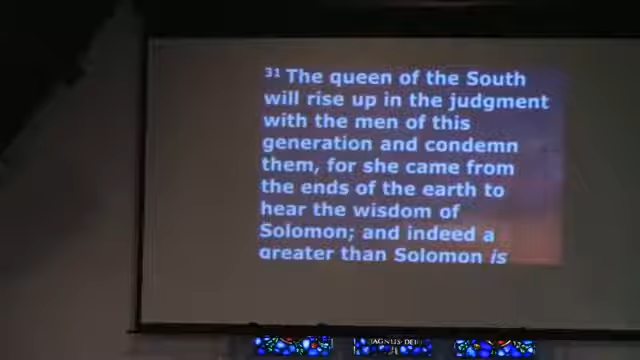 31 The queen of the South
will rise up in the judgment
with the men of this
generation and condemn
them, for she came from
the ends of the earth to
hear the wisdom of
Solomon; and indeed a
greater than Solomon is
AGNUS DEI